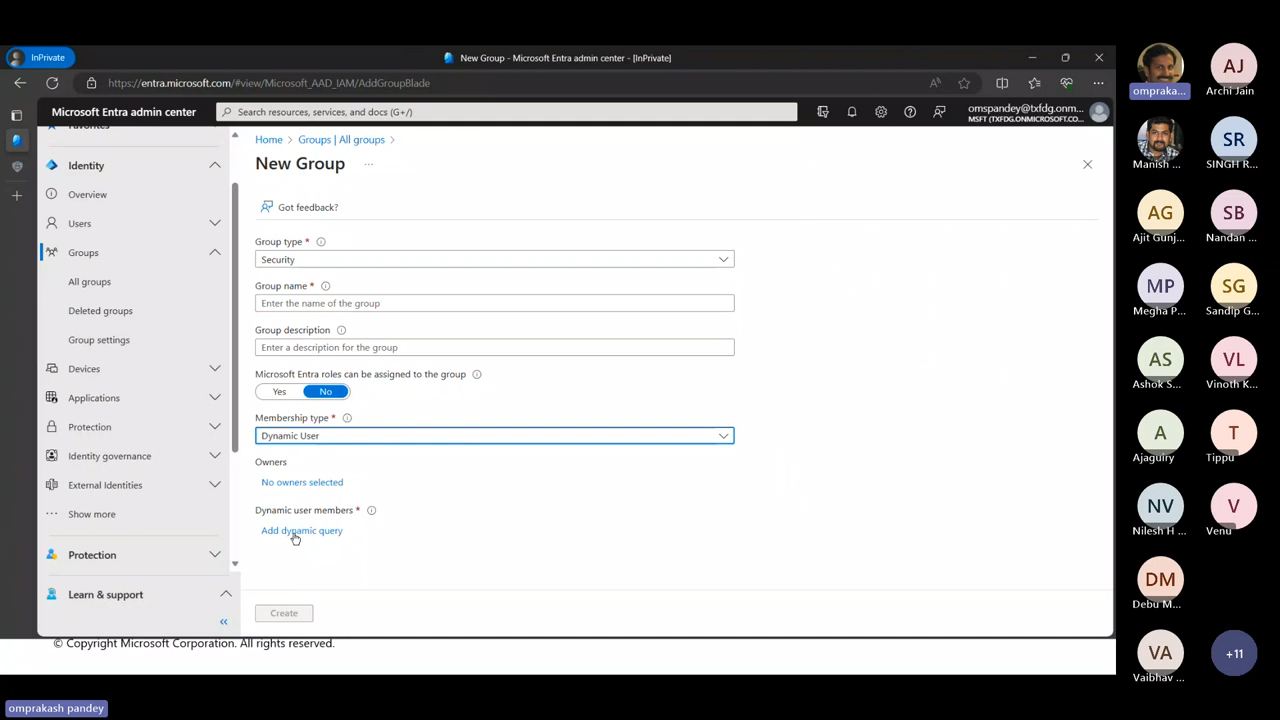 InPrivate
New Group - Microsoft Entra admin center - [InPrivate]
https://entra.microsoft.com/#view/Microsoft_AAD_IAM/AddGroupBlade
Microsoft Entra admin center
Search resources, services, and docs (G+/)
omspandey@txfdg.onm...
MSFT (TXFDG.ONMICROSOFT.CO...
Favorites
Identity
Overview
Users
Groups
All groups
Deleted groups
Group settings
Devices
Applications
Protection
Identity governance
External Identities
Show more
Protection
Learn & support
Home > Groups | All groups >
New Group
Got feedback?
Group type *
Security
Group name *
Enter the name of the group
Group description
Enter a description for the group
Microsoft Entra roles can be assigned to the group
Yes No
Membership type *
Dynamic User
Owners
No owners selected
Dynamic user members *
Add dynamic query
Create
© Copyright Microsoft Corporation. All rights reserved.
omprakash pandey
ompraka...
AJ
Archi Jain
Manish ...
SR
SINGH R...
AG
Ajit Gunj...
SB
Nandan ...
MP
Megha P...
SG
Sandip G...
AS
Ashok S...
VL
Vinoth K...
A
Ajaguiry
T
Tippu
NV
Nilesh H ...
V
Venu
DM
Debu M...
VA
Vaibhav ...
+11